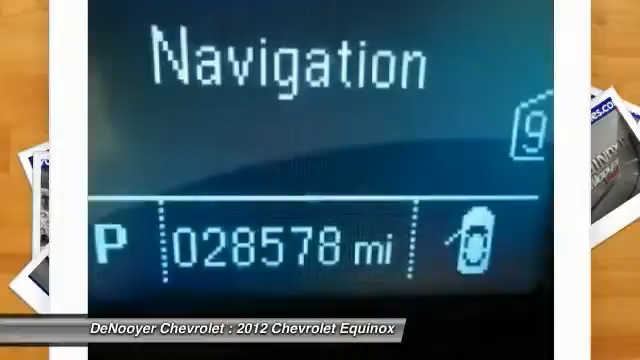 Navigation
9
P 028578 mi
DeNooyer Chevrolet : 2012 Chevrolet Equinox